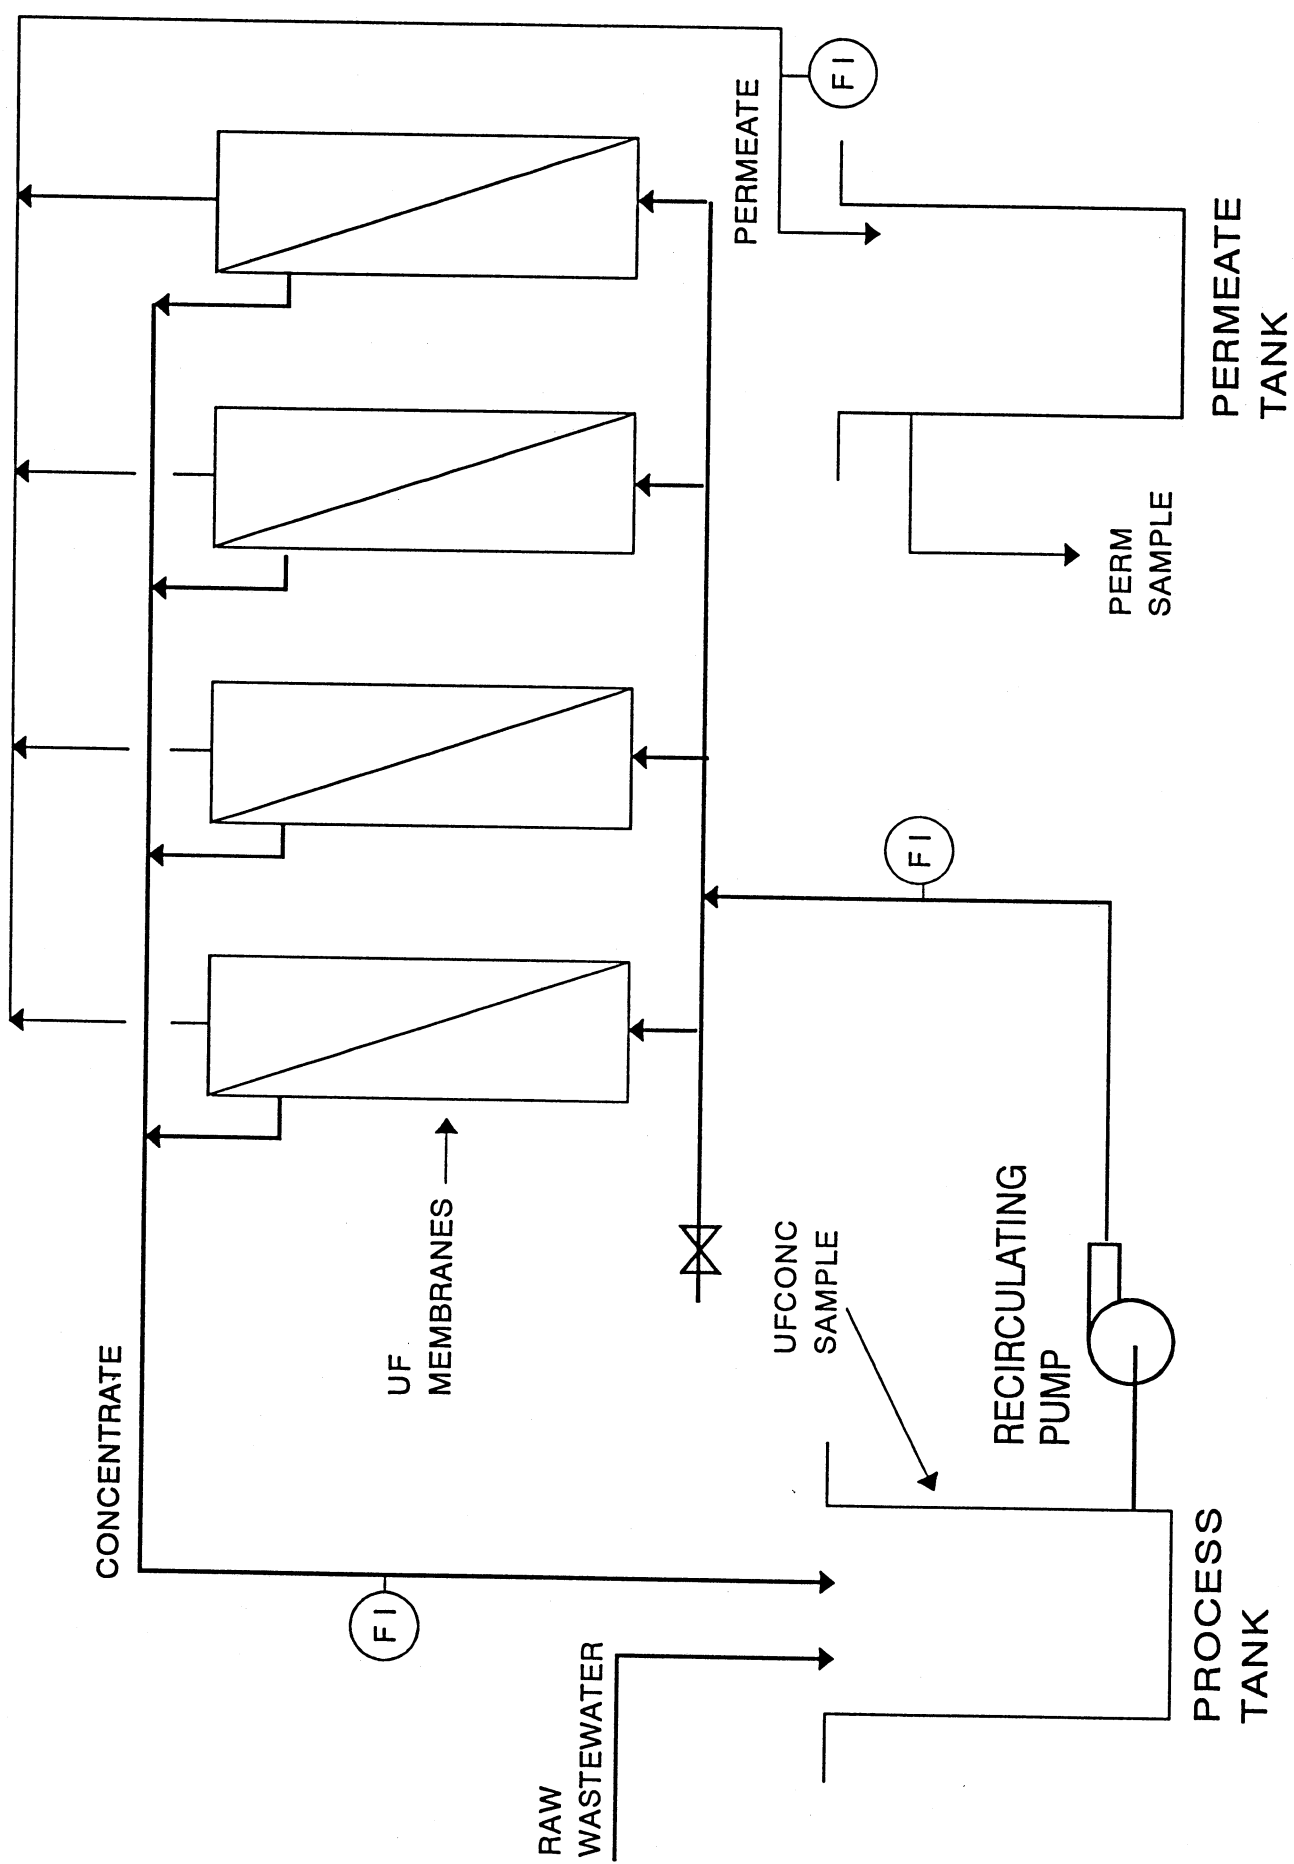 CONCENTRATE
FI
RAW
WASTEWATER
UF
MEMBRANES
UFCONC
SAMPLE
RECIRCULATING
PUMP
PROCESS
TANK
FI
PERMEATE
FI
PERM
SAMPLE
PERMEATE
TANK